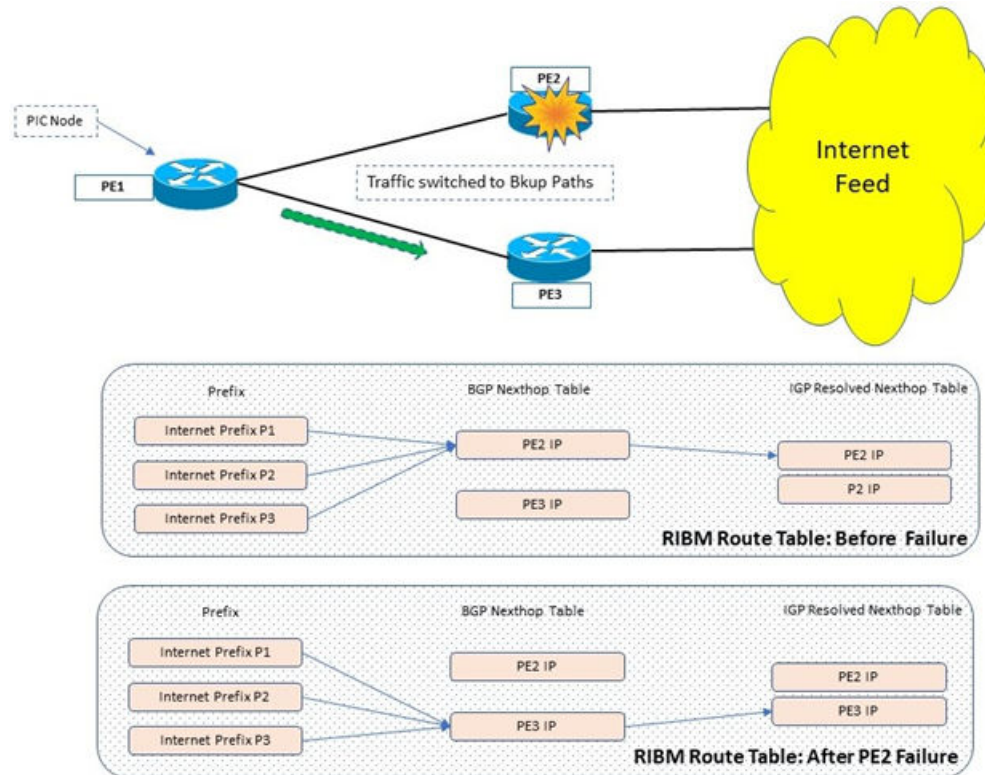 PE2
PIC Node
PE1
Traffic switched to Bkup Paths
Internet
Feed
PE3
Prefix
BGP Nexthop Table
IGP Resolved Nexthop Table
Internet Prefix P1
PE2 IP
PE2 IP
Internet Prefix P2
P2 IP
PE3 IP
Internet Prefix P3
RIBM Route Table: Before Failure
Prefix
BGP Nexthop Table
IGP Resolved Nexthop Table
Internet Prefix P1
PE2 IP
PE2 IP
Internet Prefix P2
PE3 IP
PE3 IP
Internet Prefix P3
RIBM Route Table: After PE2 Failure